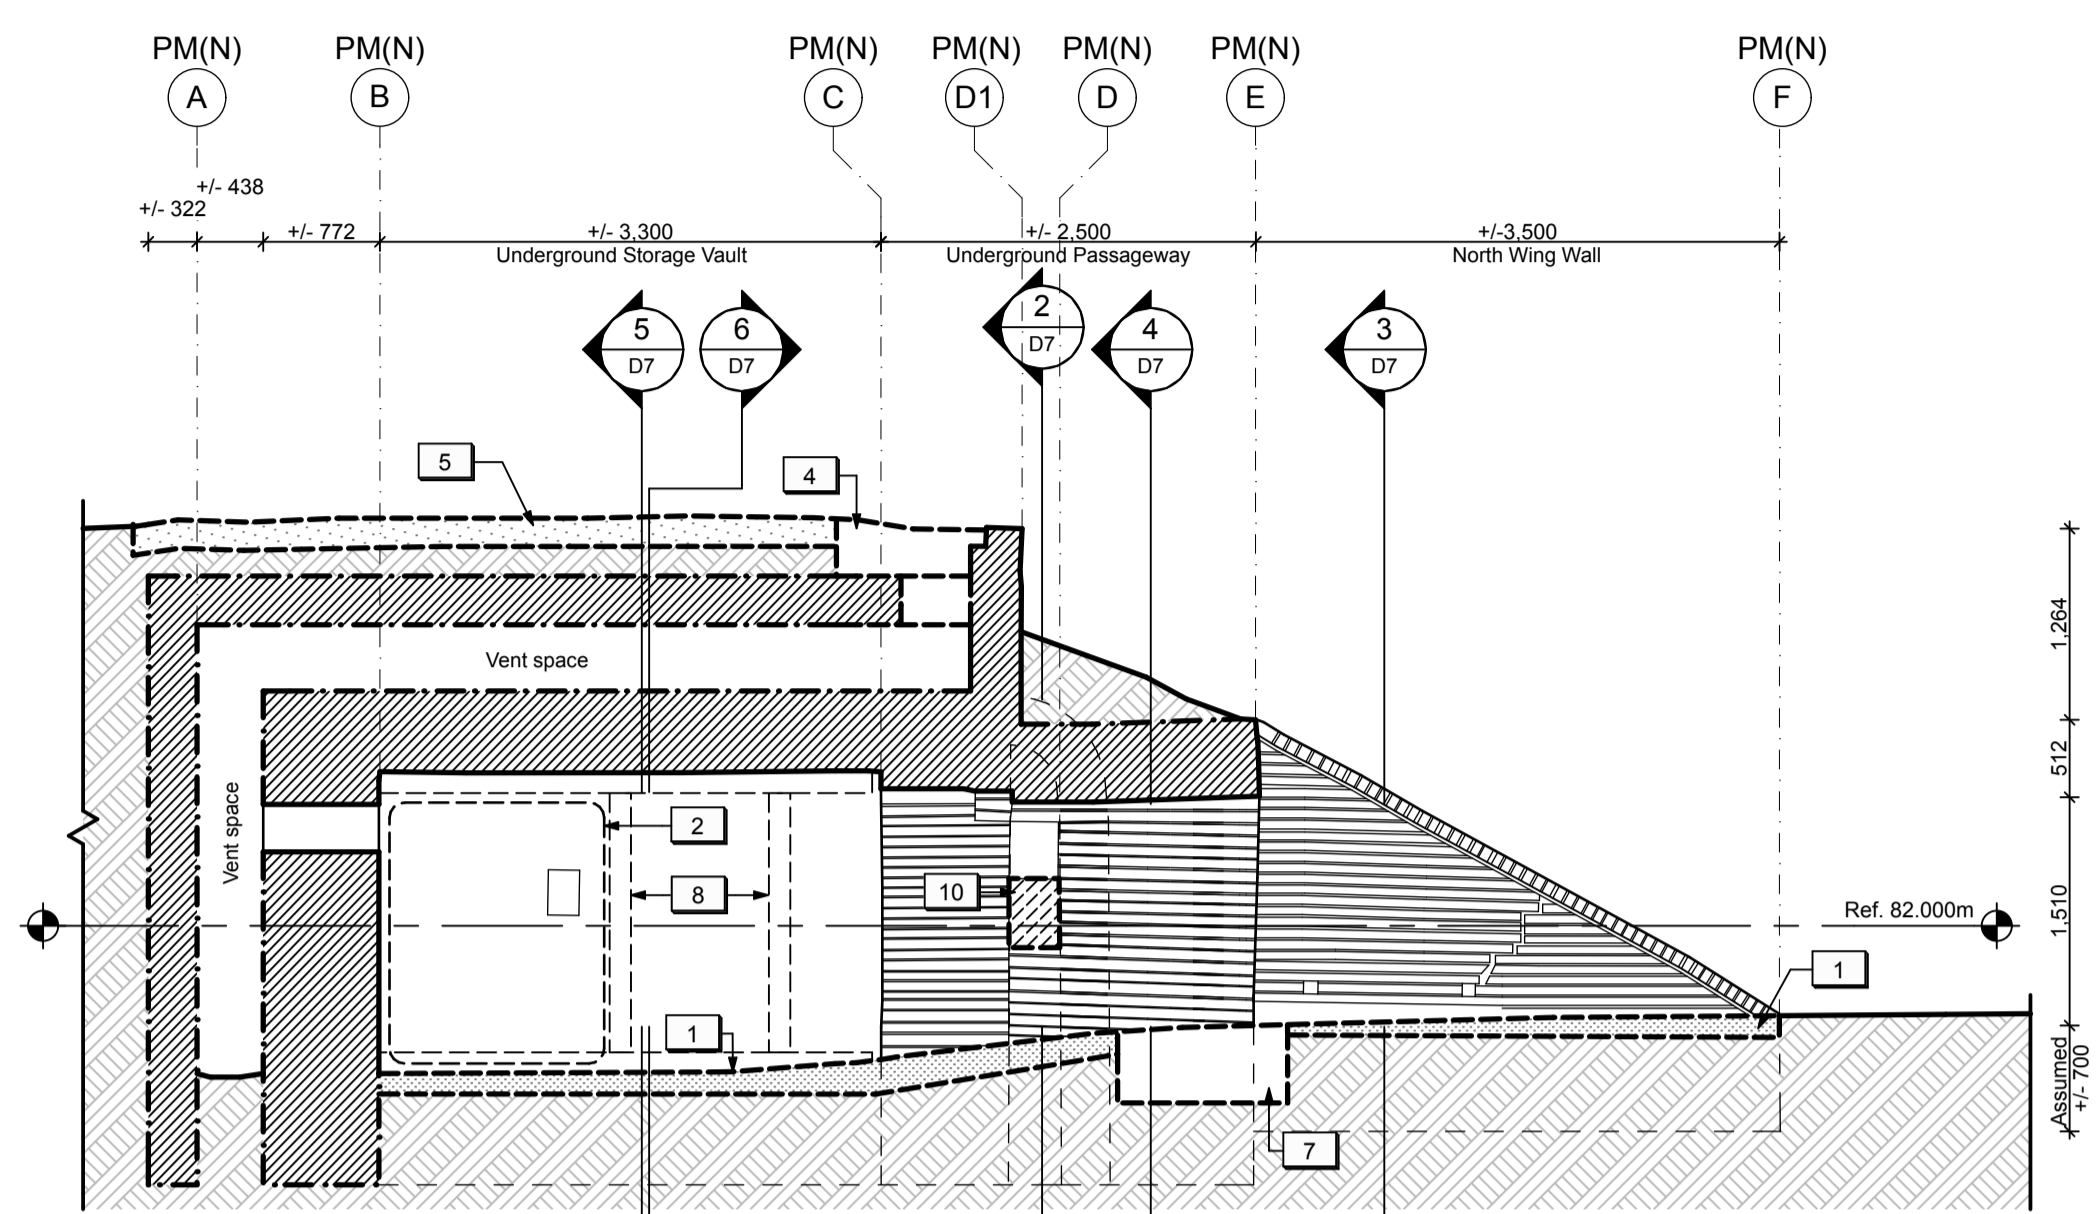 PM(N) PM(N) PM(N) PM(N) PM(N) PM(N) PM(N)
A B C D1 D E F
+/- 438
+/- 322
+/- 772 +/- 3,300 +/- 2,500 +/-3,500
Underground Storage Vault Underground Passageway North Wing Wall
2
D7
5 6 4 3
D7 D7 D7 D7
5
4
1,264
Vent space
512
Vent space
2
8
10
Ref. 82.000m
1,510
1
1
Assumed
+/- 700
7